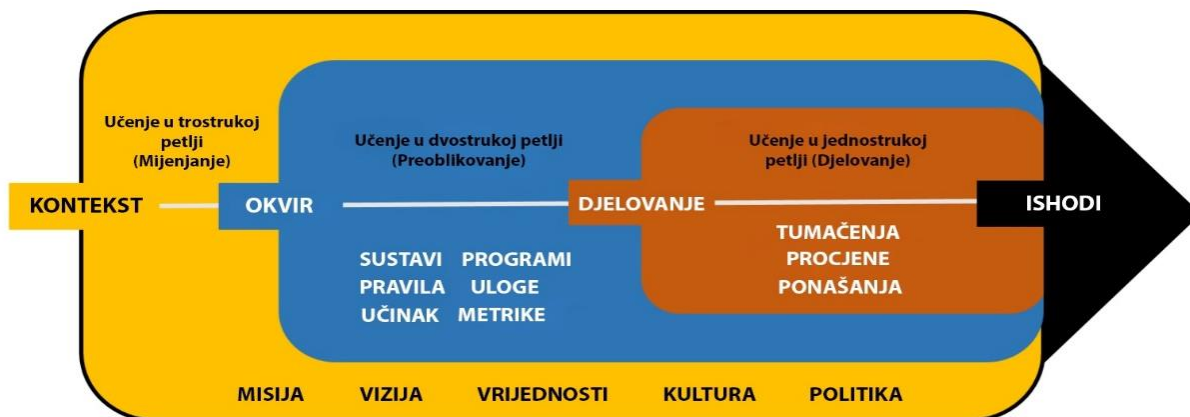 Učenje u trostrukoj
petlji
(Mijenjanje)
Učenje u dvostrukoj petlji
(Preoblikovanje)
Učenje u jednostrukoj
petlji (Djelovanje)
KONTEKST
OKVIR
DJELOVANJE
ISHODI
SUSTAVI PROGRAMI
PRAVILA ULOGE
UČINAK METRIKE
TUMAČENJA
PROCJENE
PONAŠANJA
MISIJA VIZIJA VRIJEDNOSTI KULTURA POLITIKA